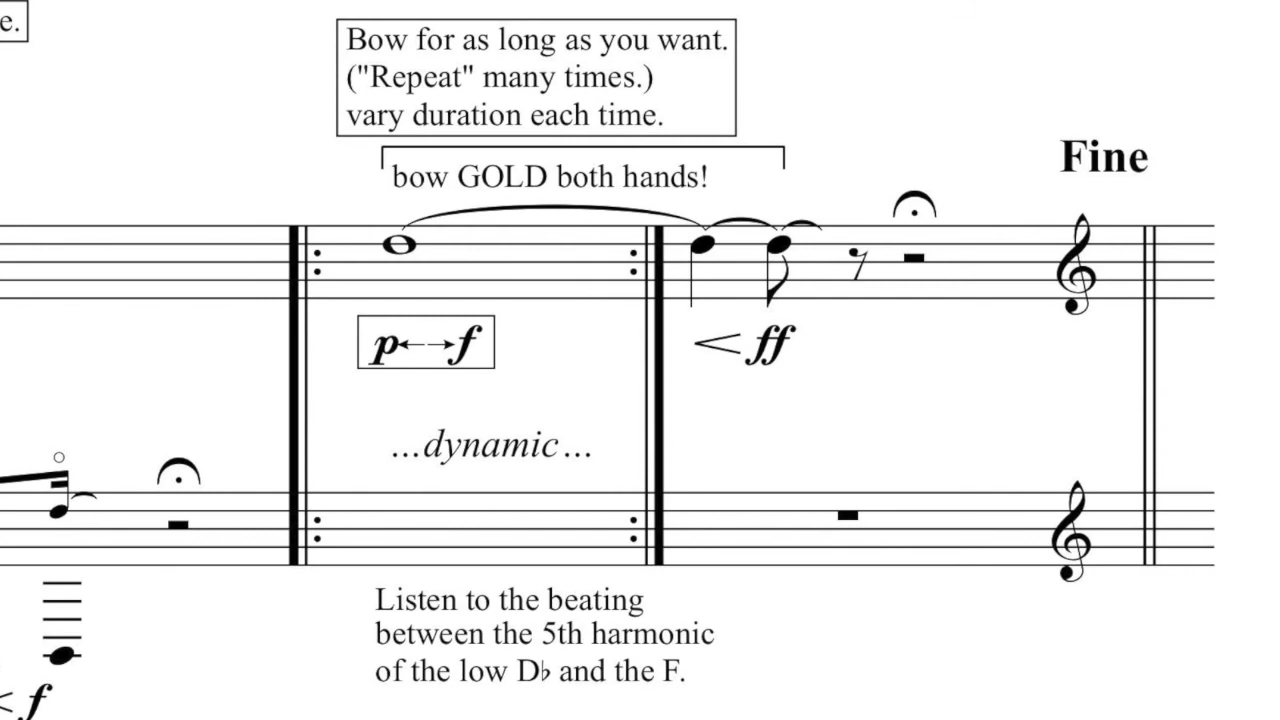 e.
Bow for as long as you want.
("Repeat" many times.)
vary duration each time.
bow GOLD both hands!
Fine
p←→f
ff
...dynamic...
Listen to the beating
between the 5th harmonic
of the low D♭ and the F.
f